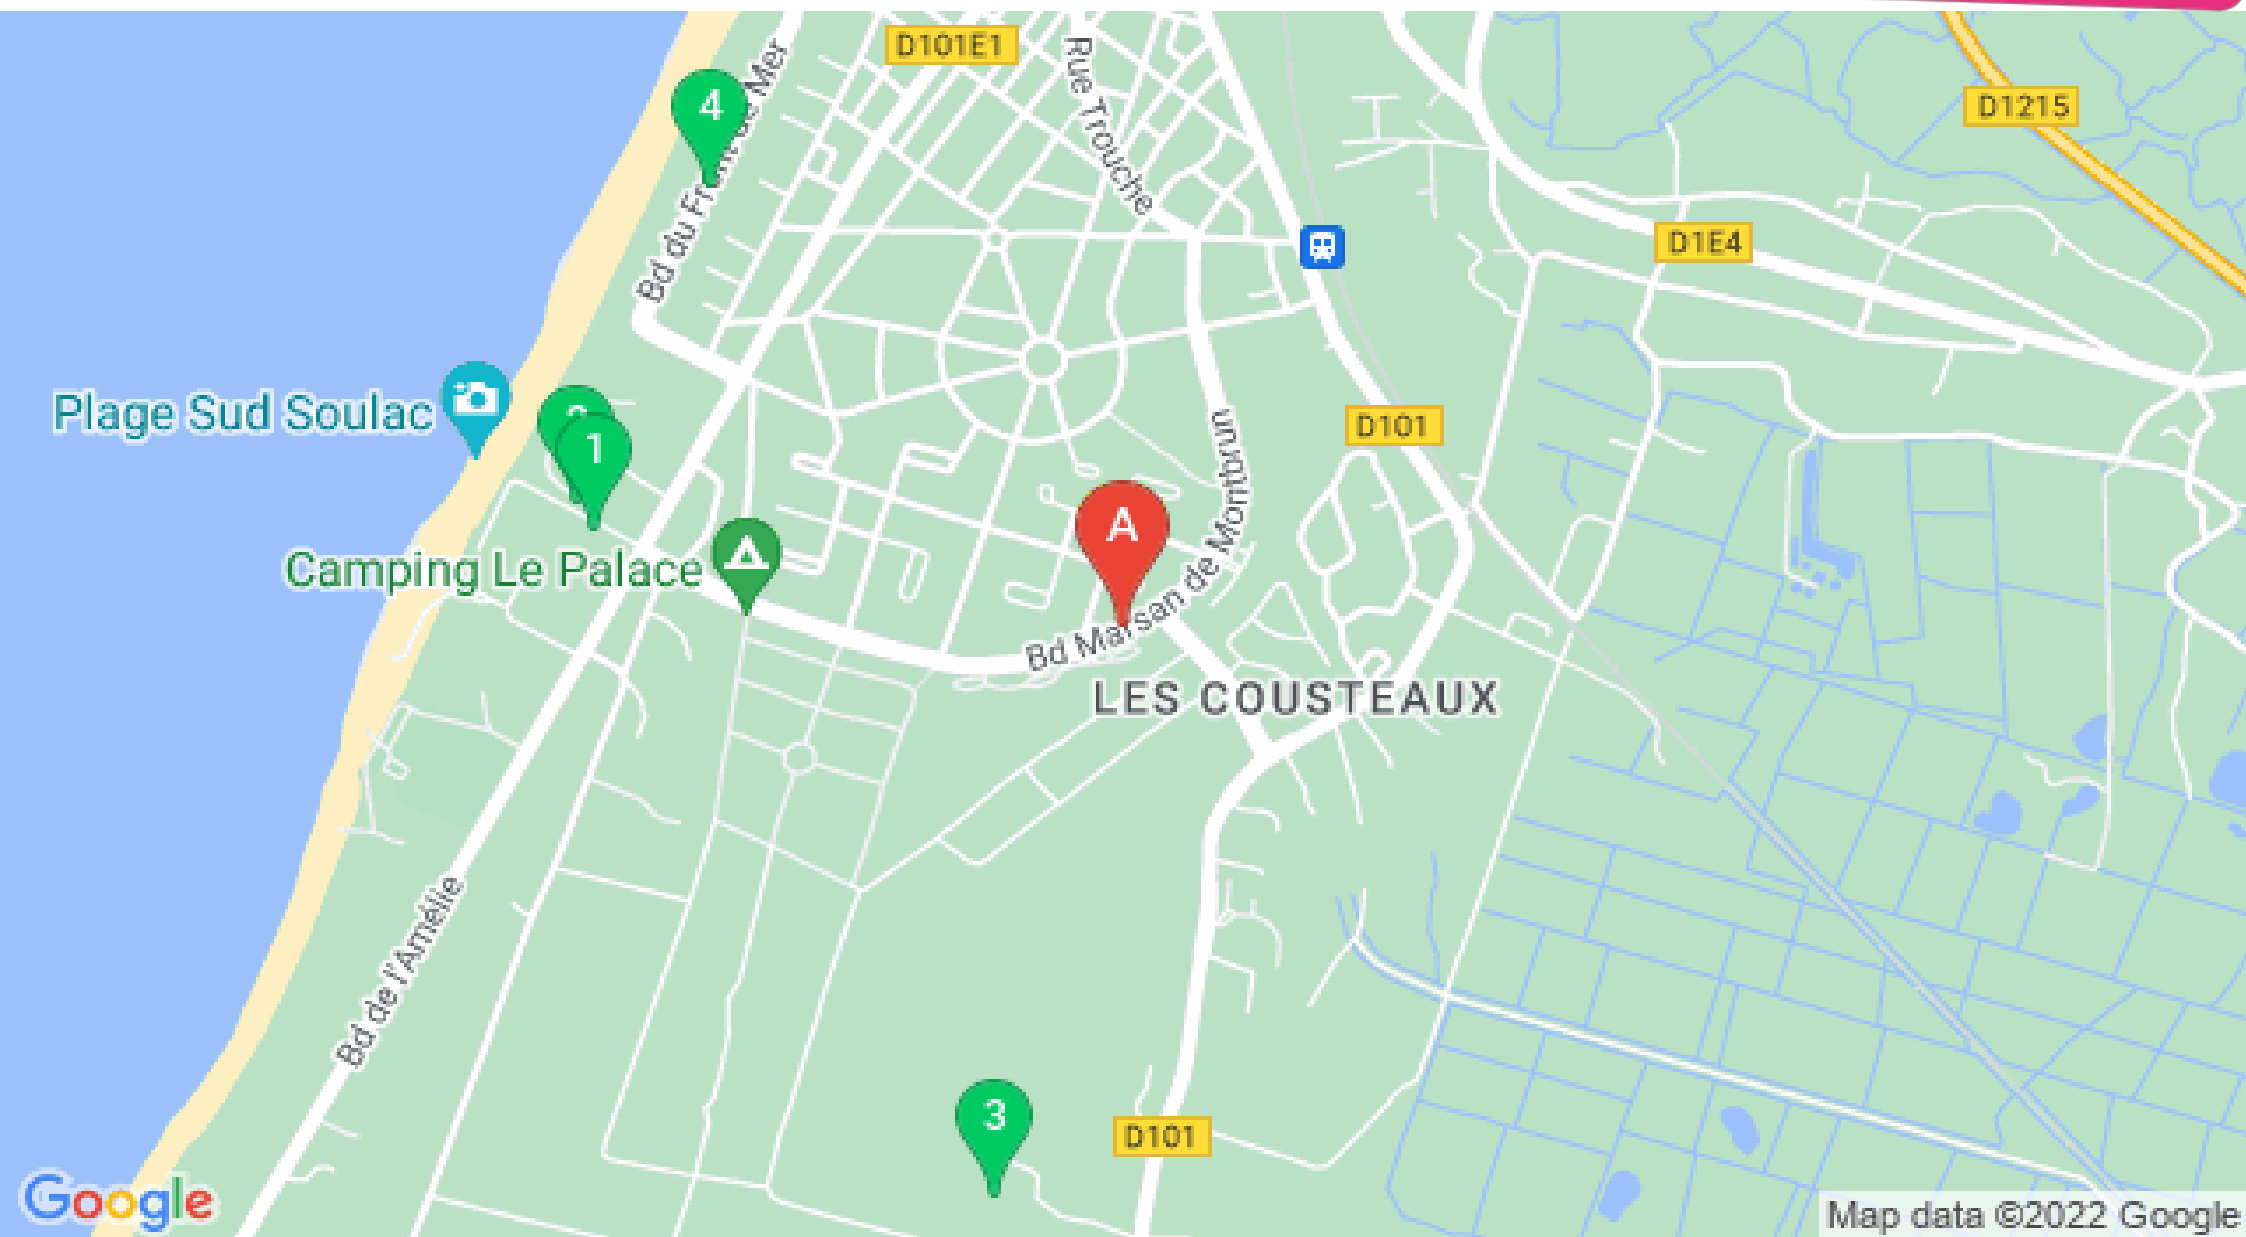 D101E1
Rue Trouche
D1215
4
Bd du Front de Mer
D1E4
Plage Sud Soulac
1
D101
A
Bd Marsan de Montbrun
Camping Le Palace
LES COUSTEAUX
Bd de l'Amélie
3
D101
Google
Map data ©2022 Google